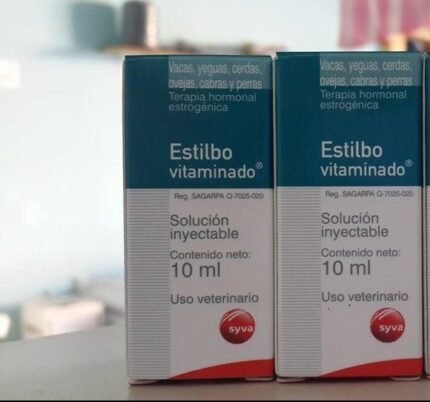 Vacas, yeguas, cerdas,
ovejas, cabras y perras
Terapia hormonal
estrogénica
Estilbo
vitaminado®
Reg. SAGARPA Q-7025-020
Solución
inyectable
Contenido neto:
10 ml
Uso veterinario
syva
Vacas, yeguas, cerdas,
ovejas, cabras y perras
Terapia hormonal
estrogénica
Estilbo
vitaminado®
Reg. SAGARPA Q-7025-020
Solución
inyectable
Contenido neto:
10 ml
Uso veterinario
syva